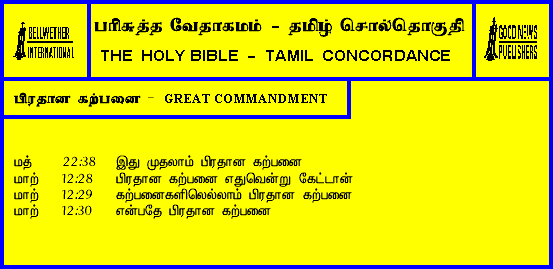 BELLWETHER
INTERNATIONAL
பரிசுத்த வேதாகமம் - தமிழ் சொல்தொகுதி
THE HOLY BIBLE - TAMIL CONCORDANCE
GOOD NEWS
PUBLISHERS
பிரதான கற்பனை - GREAT COMMANDMENT
மத் 22:38 இது முதலாம் பிரதான கற்பனை
மாற் 12:28 பிரதான கற்பனை எதுவென்று கேட்டான்
மாற் 12:29 கற்பனைகளிலெல்லாம் பிரதான கற்பனை
மாற் 12:30 என்பதே பிரதான கற்பனை